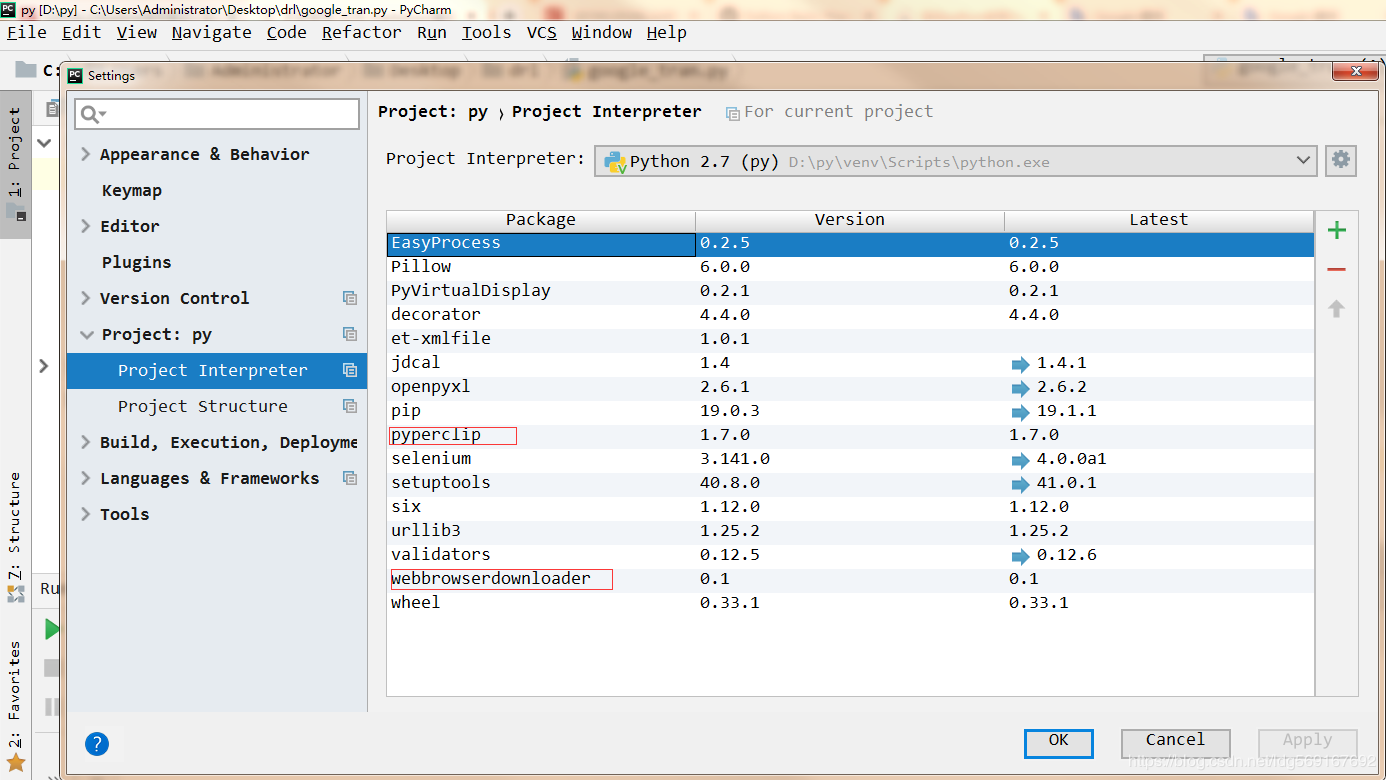 py [D:\py] - C:\Users\Administrator\Desktop\drl\google_tran.py - PyCharm
File Edit View Navigate Code Refactor Run Tools VCS Window Help
C:
Settings
1: Project
Z: Structure
2: Favorites
Ru
Appearance & Behavior
Keymap
Editor
Plugins
Version Control
Project: py
Project Interpreter
Project Structure
Build, Execution, Deployme
Languages & Frameworks
Tools
Project: py › Project Interpreter For current project
Project Interpreter: Python 2.7 (py) D:\py\venv\Scripts\python.exe
Package Version Latest
EasyProcess 0.2.5 0.2.5
Pillow 6.0.0 6.0.0
PyVirtualDisplay 0.2.1 0.2.1
decorator 4.4.0 4.4.0
et-xmlfile 1.0.1
jdcal 1.4 1.4.1
openpyxl 2.6.1 2.6.2
pip 19.0.3 19.1.1
pyperclip 1.7.0 1.7.0
selenium 3.141.0 4.0.0a1
setuptools 40.8.0 41.0.1
six 1.12.0 1.12.0
urllib3 1.25.2 1.25.2
validators 0.12.5 0.12.6
webbrowserdownloader 0.1 0.1
wheel 0.33.1 0.33.1
? OK Cancel Apply